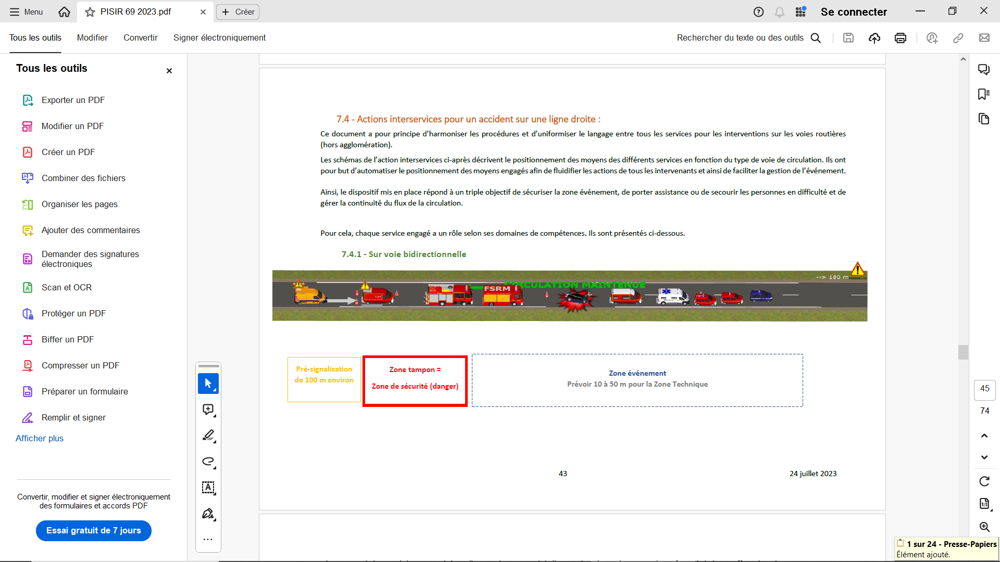 Menu
PISIR 69 2023.pdf
Créer
Se connecter
Tous les outils
Modifier
Convertir
Signer électroniquement
Rechercher du texte ou des outils
Tous les outils
Exporter un PDF
Modifier un PDF
Créer un PDF
Combiner des fichiers
Organiser les pages
Ajouter des commentaires
Demander des signatures
électroniques
Scan et OCR
Protéger un PDF
Biffer un PDF
Compresser un PDF
Préparer un formulaire
Remplir et signer
Afficher plus
Convertir, modifier et signer électroniquement
des formulaires et accords PDF
Essai gratuit de 7 jours
7.4 - Actions interservices pour un accident sur une ligne droite :
Ce document a pour principe d’harmoniser les procédures et d’uniformiser le langage entre tous les services pour les interventions sur les voies routières
(hors agglomération).
Les schémas de l’action interservices ci-après décrivent le positionnement des moyens des différents services en fonction du type de voie de circulation. Ils ont
pour but d’automatiser le positionnement des moyens engagés afin de fluidifier les actions de tous les intervenants et ainsi de faciliter la gestion de l’événement.
Ainsi, le dispositif mis en place répond à un triple objectif de sécuriser la zone événement, de porter assistance ou de secourir les personnes en difficulté et de
gérer la continuité du flux de la circulation.
Pour cela, chaque service engagé a un rôle selon ses domaines de compétences. Ils sont présentés ci-dessous.
7.4.1 - Sur voie bidirectionnelle
--> 150 m
CIRCULATION MAINTENUE
FSRM
Pré-signalisation
de 100 m environ
Zone tampon =
Zone de sécurité (danger)
Zone événement
Prévoir 10 à 50 m pour la Zone Technique
43
24 juillet 2023
45
74
1 sur 24 - Presse-Papiers
Élément ajouté.